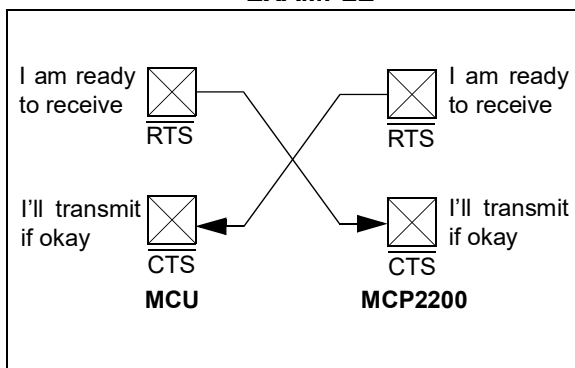 I am ready
to receive
RTS
I am ready
to receive
RTS
I'll transmit
if okay
CTS
I'll transmit
if okay
CTS
MCU
MCP2200